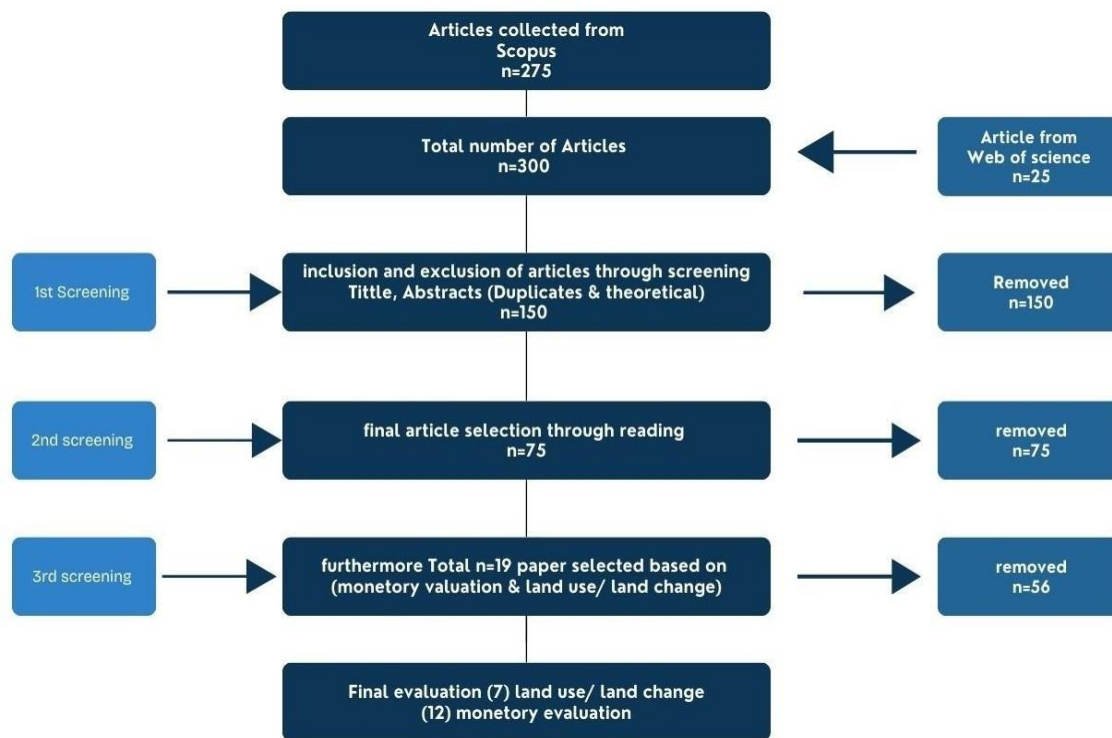 Articles collected from
Scopus
n=275
Total number of Articles
n=300
Article from
Web of science
n=25
1st Screening
inclusion and exclusion of articles through screening
Tittle, Abstracts (Duplicates & theoretical)
n=150
Removed
n=150
2nd screening
final article selection through reading
n=75
removed
n=75
3rd screening
furthermore Total n=19 paper selected based on
(monetory valuation & land use/ land change)
removed
n=56
Final evaluation (7) land use/ land change
(12) monetory evaluation